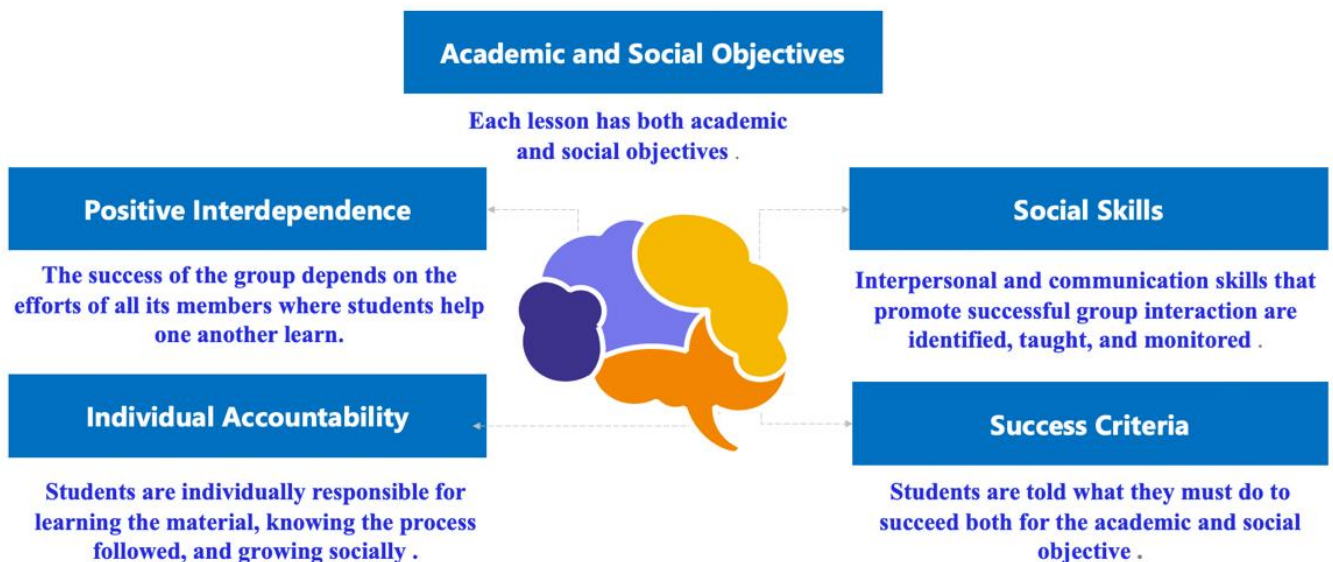 Academic and Social Objectives
Each lesson has both academic
and social objectives .
Positive Interdependence
The success of the group depends on the
efforts of all its members where students help
one another learn.
Social Skills
Interpersonal and communication skills that
promote successful group interaction are
identified, taught, and monitored .
Individual Accountability
Students are individually responsible for
learning the material, knowing the process
followed, and growing socially .
Success Criteria
Students are told what they must do to
succeed both for the academic and social
objective .